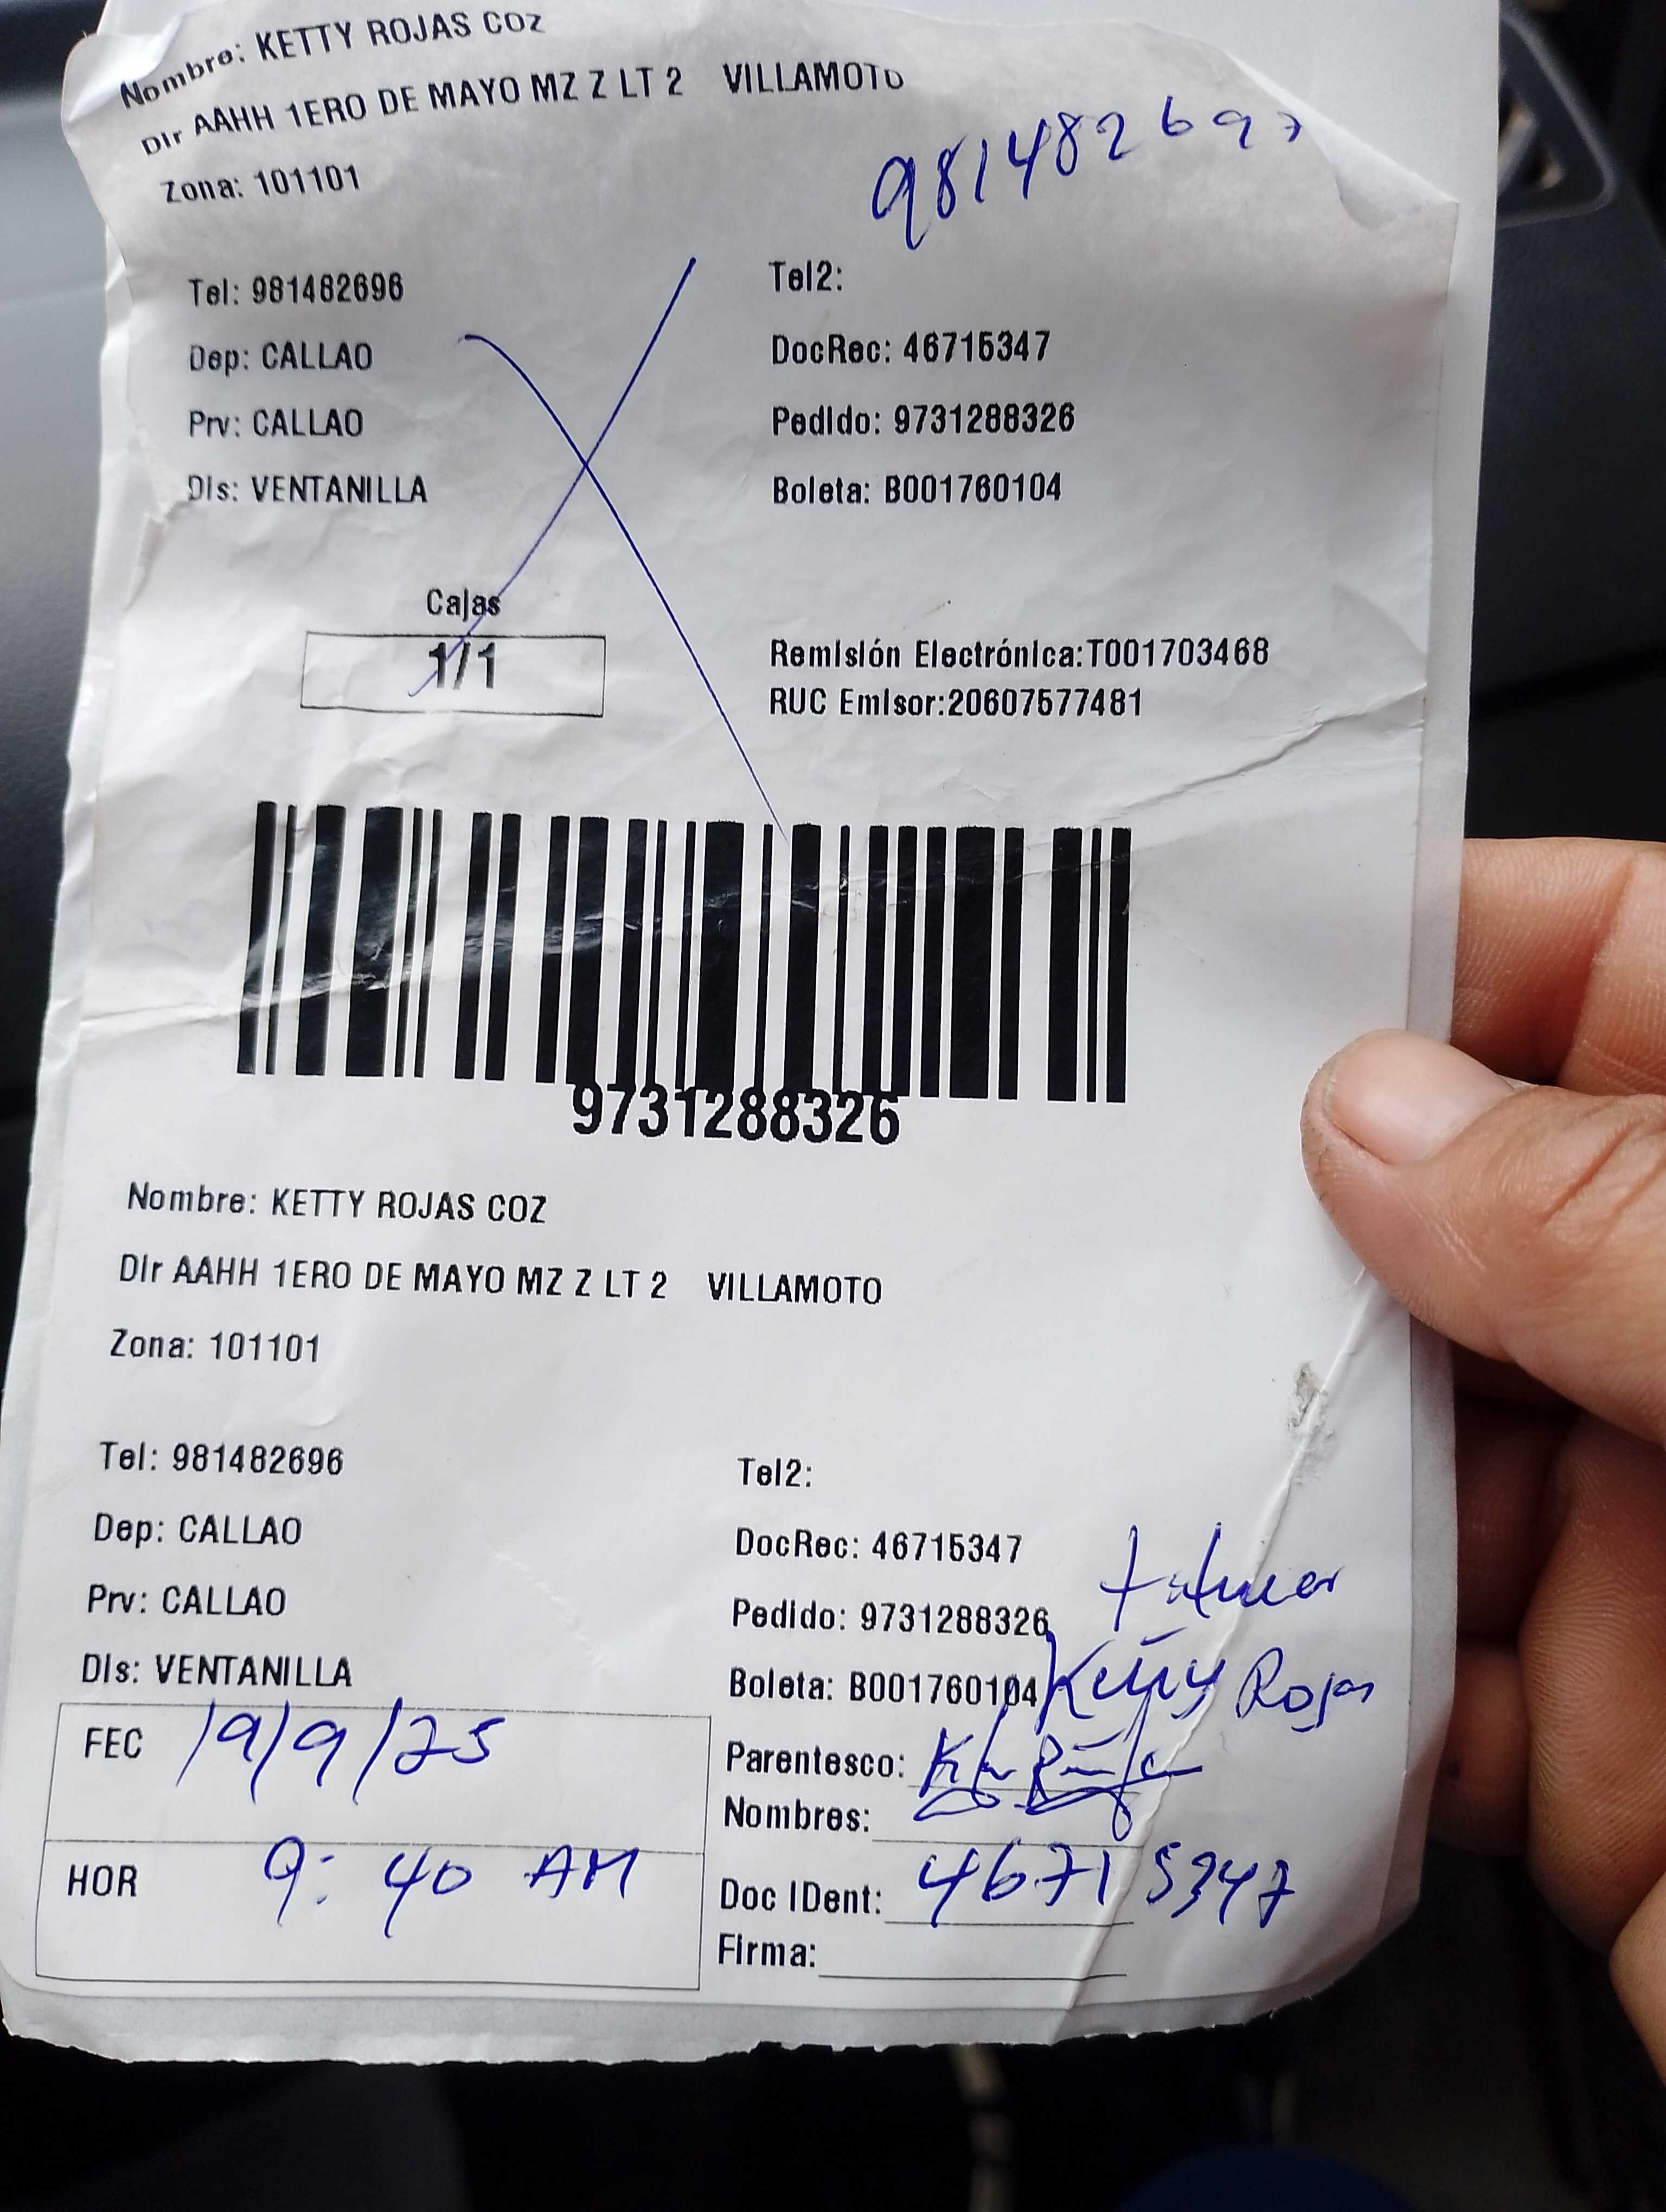 Nombre: KETTY ROJAS COZ
Dir AAHH 1ERO DE MAYO MZ Z LT 2 VILLAMOTO
981482697
Zona: 101101
Tel: 981482696
Tel2:
Dep: CALLAO
DocRec: 46715347
Prv: CALLAO
Pedido: 9731288326
Dis: VENTANILLA
Boleta: B001760104
Cajas
1/1
Remisión Electrónica:T001703468
RUC Emisor:20607577481
9731288326
Nombre: KETTY ROJAS COZ
Dir AAHH 1ERO DE MAYO MZ Z LT 2 VILLAMOTO
Zona: 101101
Tel: 981482696
Tel2:
Dep: CALLAO
DocRec: 46715347
Prv: CALLAO
Pedido: 9731288326
Dis: VENTANILLA
Boleta: B001760104
Ketty Rojas
FEC 19/9/25
Parentesco:
Nombres:
HOR 9:40 AM
Doc IDent: 46715347
Firma: